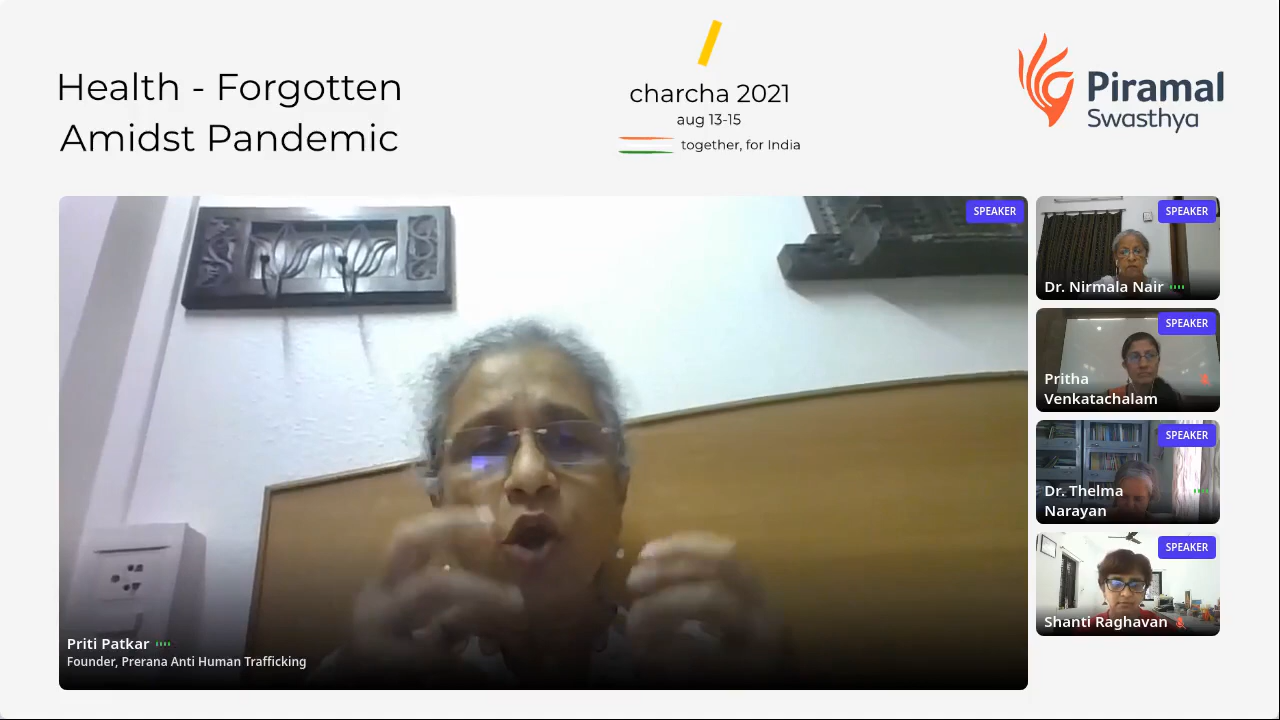 Health - Forgotten
Amidst Pandemic
charcha 2021
aug 13-15
together, for India
Piramal
Swasthya
SPEAKER
Priti Patkar
Founder, Prerana Anti Human Trafficking
SPEAKER
Dr. Nirmala Nair
SPEAKER
Pritha
Venkatachalam
SPEAKER
Dr. Thelma
Narayan
SPEAKER
Shanti Raghavan